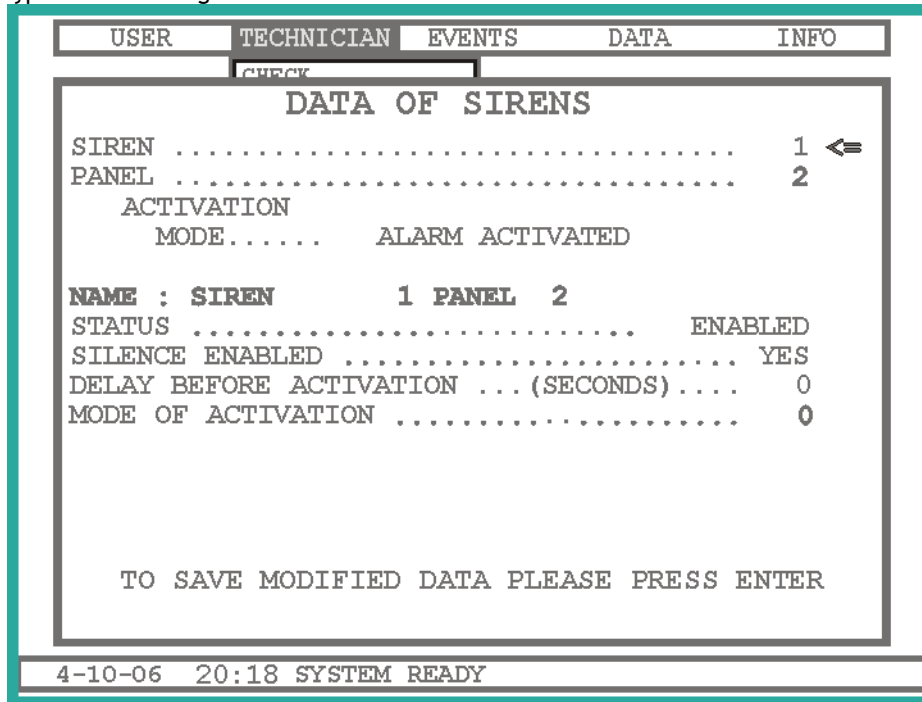 USER TECHNICIAN EVENTS DATA INFO
CHECK
DATA OF SIRENS
SIREN .................................. 1 <=
PANEL .................................. 2
ACTIVATION
MODE...... ALARM ACTIVATED
NAME : SIREN 1 PANEL 2
STATUS ........................... ENABLED
SILENCE ENABLED ........................ YES
DELAY BEFORE ACTIVATION ...(SECONDS).... 0
MODE OF ACTIVATION ..................... 0
TO SAVE MODIFIED DATA PLEASE PRESS ENTER
4-10-06 20:18 SYSTEM READY